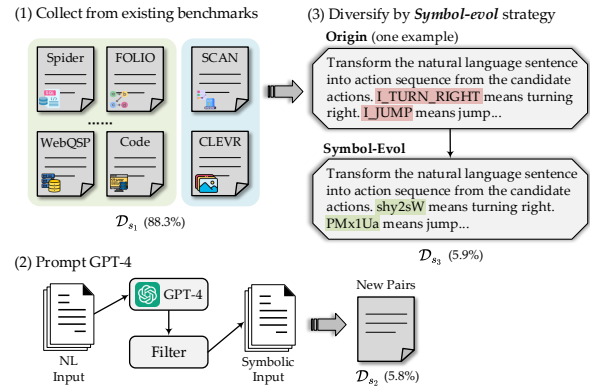 (1) Collect from existing benchmarks
Spider
FOLIO
SCAN
......
WebQSP
Code
CLEVR
𝒟s₁ (88.3%)
(3) Diversify by Symbol-evol strategy
Origin (one example)
Transform the natural language sentence
into action sequence from the candidate
actions. I_TURN_RIGHT means turning
right. I_JUMP means jump...
Symbol-Evol
Transform the natural language sentence
into action sequence from the candidate
actions. shy2sW means turning right.
PMx1Ua means jump...
𝒟s₃ (5.9%)
(2) Prompt GPT-4
NL
Input
GPT-4
Filter
Symbolic
Input
New Pairs
𝒟s₂ (5.8%)